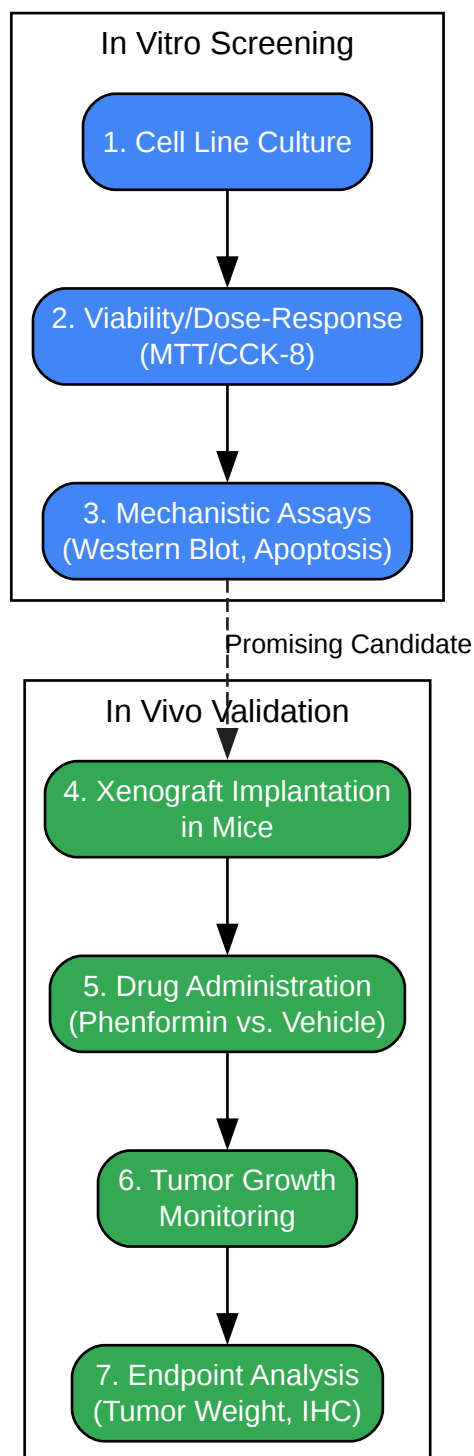 In Vitro Screening
1. Cell Line Culture
2. Viability/Dose-Response
(MTT/CCK-8)
3. Mechanistic Assays
(Western Blot, Apoptosis)
Promising Candidate
In Vivo Validation
4. Xenograft Implantation
in Mice
5. Drug Administration
(Phenformin vs. Vehicle)
6. Tumor Growth
Monitoring
7. Endpoint Analysis
(Tumor Weight, IHC)